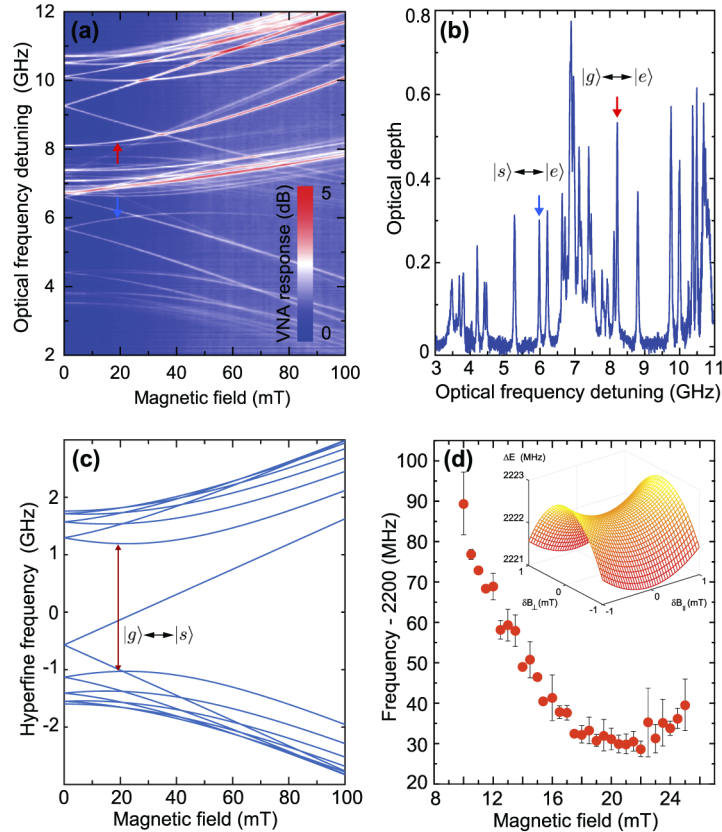 (a)
Optical frequency detuning (GHz)
12
10
8
6
4
2
VNA response (dB)
5
0
0 20 40 60 80 100
Magnetic field (mT)
(b)
Optical depth
0.8
0.6
0.4
0.2
0
|g⟩↔|e⟩
|s⟩↔|e⟩
3 4 5 6 7 8 9 10 11
Optical frequency detuning (GHz)
(c)
Hyperfine frequency (GHz)
2
1
0
-1
-2
|g⟩↔|s⟩
0 20 40 60 80 100
Magnetic field (mT)
(d)
Frequency - 2200 (MHz)
100
90
80
70
60
50
40
30
20
ΔE (MHz)
2223
2222
2221
1
0
-1
δB⊥(mT)
-1
0
1
δB∥(mT)
8 12 16 20 24
Magnetic field (mT)